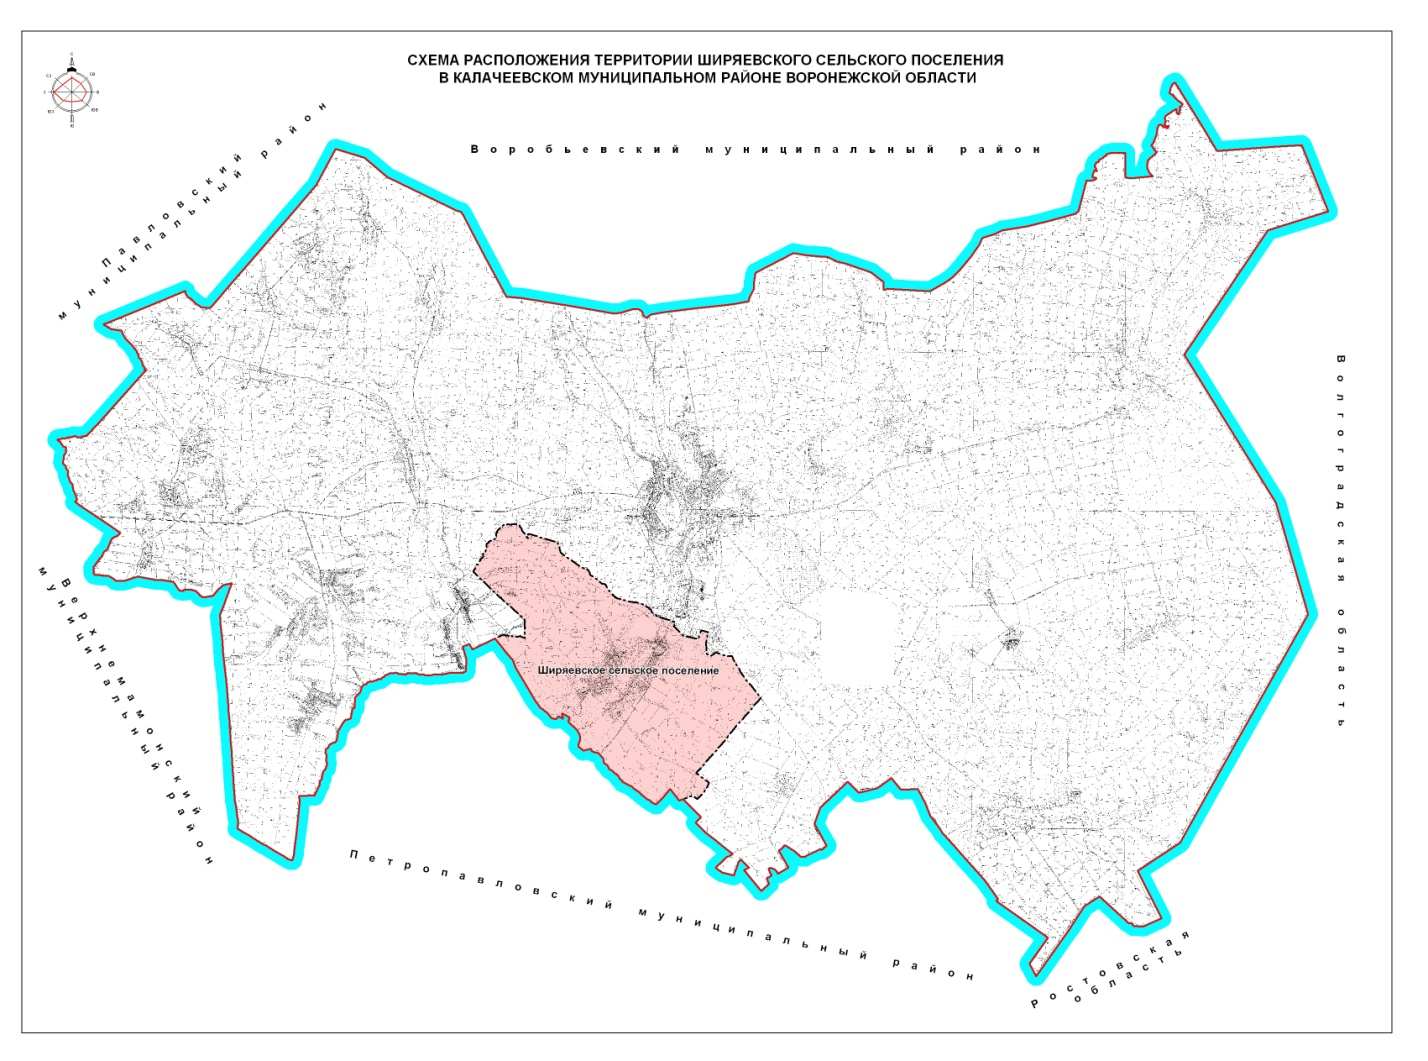 СХЕМА РАСПОЛОЖЕНИЯ ТЕРРИТОРИИ ШИРЯЕВСКОГО СЕЛЬСКОГО ПОСЕЛЕНИЯ
В КАЛАЧЕЕВСКОМ МУНИЦИПАЛЬНОМ РАЙОНЕ ВОРОНЕЖСКОЙ ОБЛАСТИ
Воробьевский муниципальный район
Павловский
муниципальный район
Волгоградская область
Верхнемамонский
муниципальный район
Ширяевское сельское поселение
Петропавловский муниципальный район
Ростовская
область